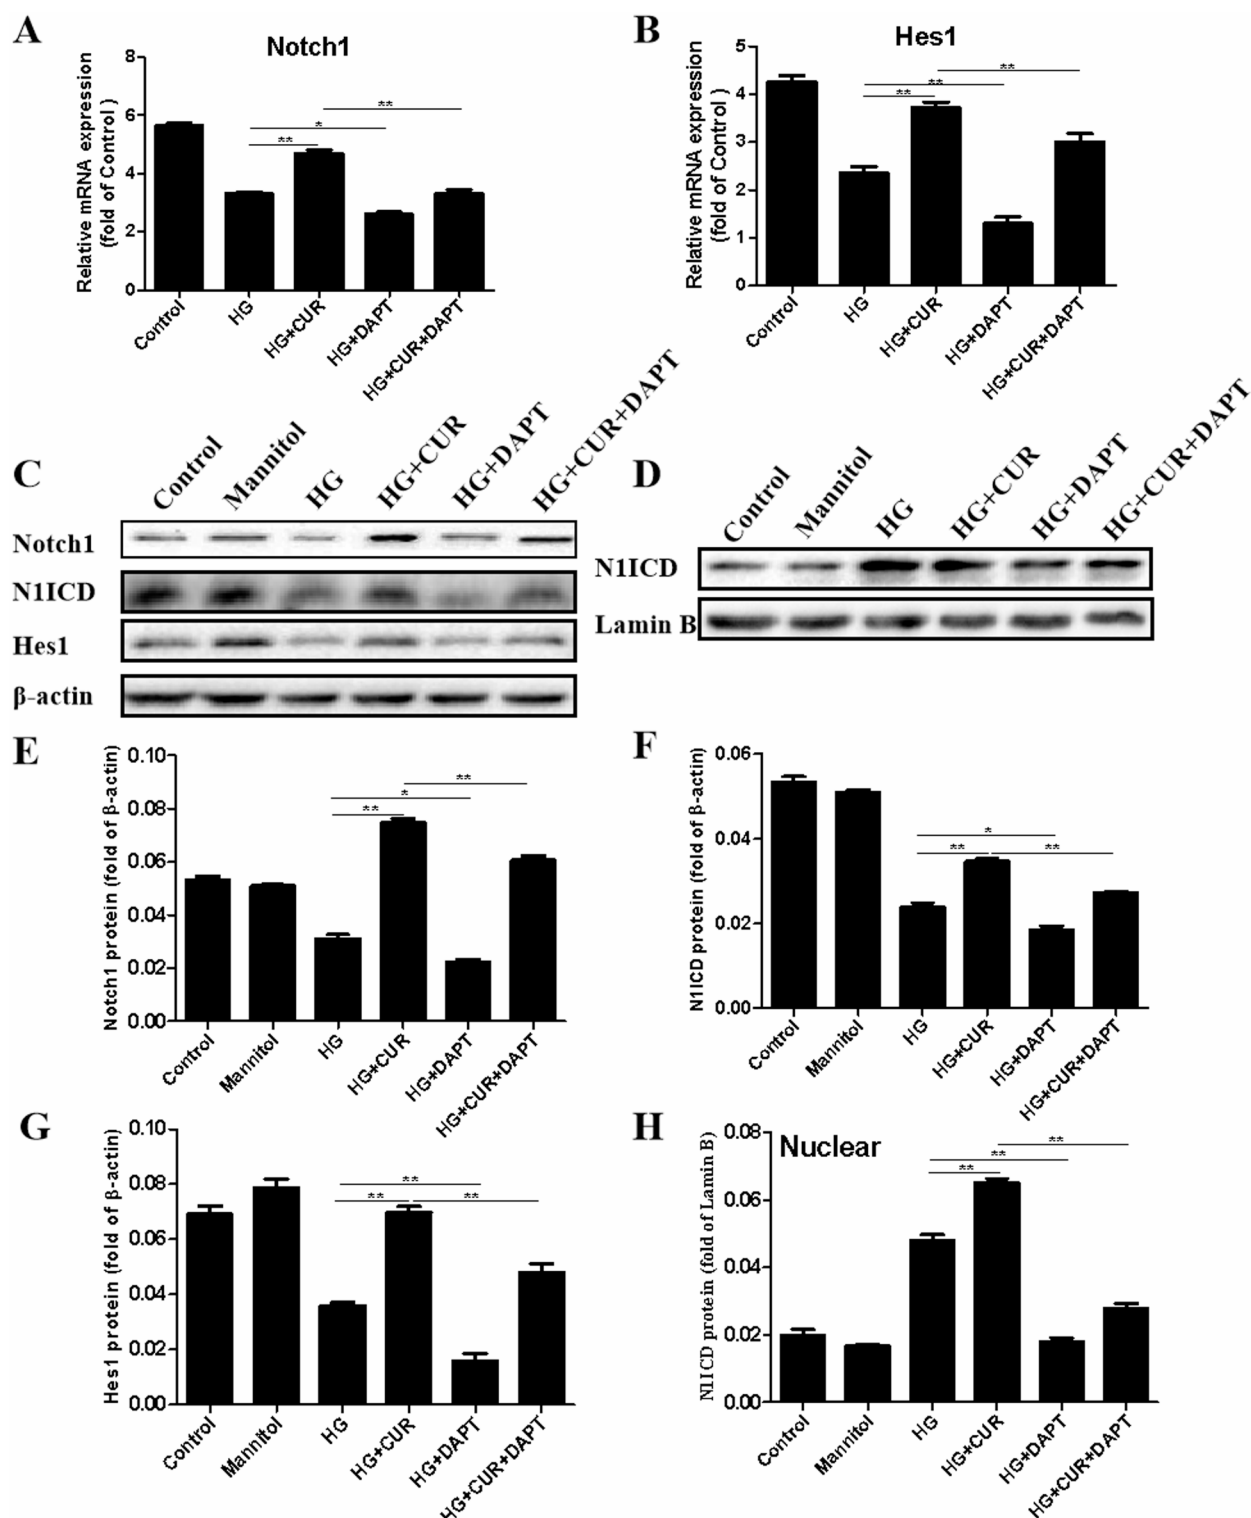 A
Notch1
Relative mRNA expression
(fold of Control )
8
6
4
2
0
**
*
**
Control
HG
HG+CUR
HG+DAPT
HG+CUR+DAPT
B
Hes1
Relative mRNA expression
(fold of Control )
5
4
3
2
1
0
**
**
**
Control
HG
HG+CUR
HG+DAPT
HG+CUR+DAPT
C
Control
Mannitol
HG
HG+CUR
HG+DAPT
HG+CUR+DAPT
Notch1
N1ICD
Hes1
β-actin
D
Control
Mannitol
HG
HG+CUR
HG+DAPT
HG+CUR+DAPT
N1ICD
Lamin B
E
Notch1 protein (fold of β-actin)
0.10
0.08
0.06
0.04
0.02
0.00
**
*
**
Control
Mannitol
HG
HG+CUR
HG+DAPT
HG+CUR+DAPT
F
N1ICD protein (fold of β-actin)
0.06
0.04
0.02
0.00
*
**
**
Control
Mannitol
HG
HG+CUR
HG+DAPT
HG+CUR+DAPT
G
Hes1 protein (fold of β-actin)
0.10
0.08
0.06
0.04
0.02
0.00
**
**
**
Control
Mannitol
HG
HG+CUR
HG+DAPT
HG+CUR+DAPT
H
Nuclear
N1ICD protein (fold of Lamin B)
0.08
0.06
0.04
0.02
0.00
**
**
**
Control
Mannitol
HG
HG+CUR
HG+DAPT
HG+CUR+DAPT